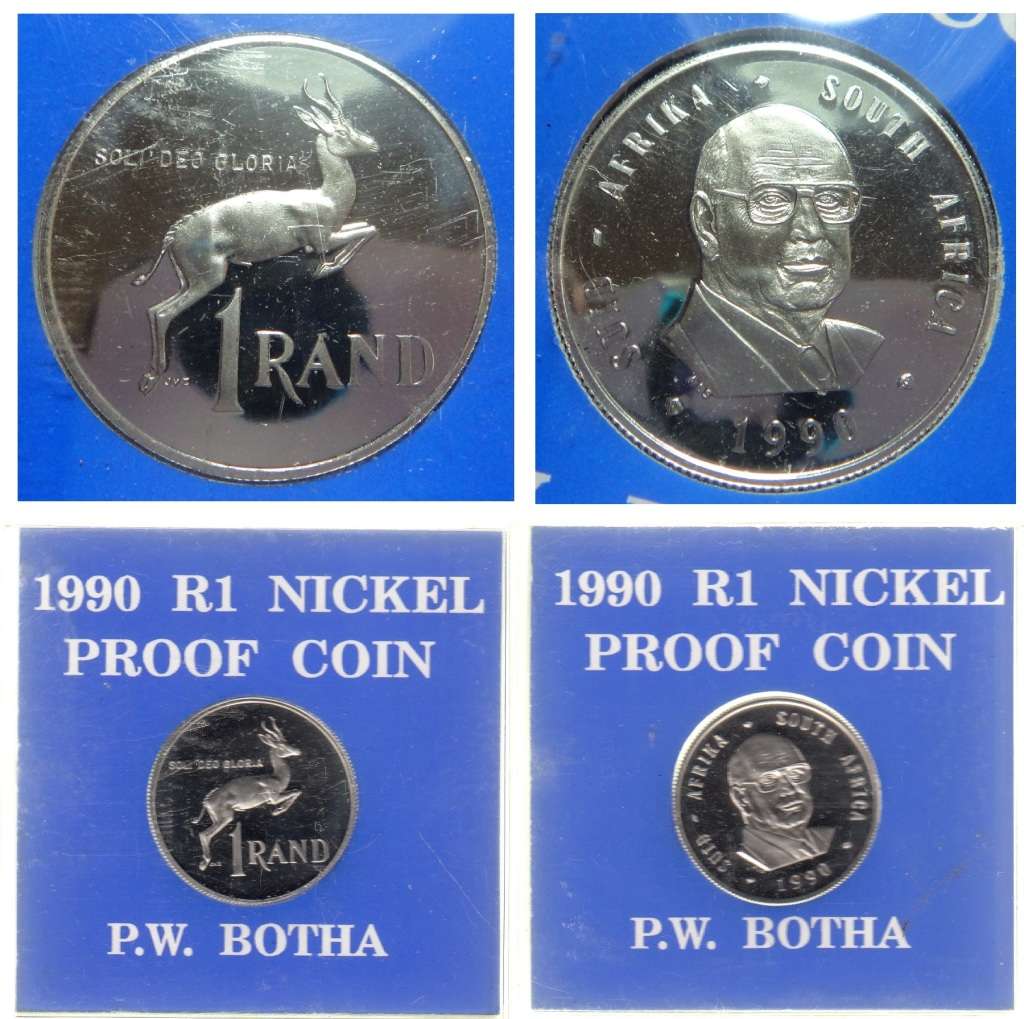 SOLI DEO GLORIA
1 RAND
SUID - AFRIKA · SOUTH AFRICA
1990
1990 R1 NICKEL
PROOF COIN
SOLI DEO GLORIA
1 RAND
P.W. BOTHA
1990 R1 NICKEL
PROOF COIN
SUID - AFRIKA · SOUTH AFRICA
1990
P.W. BOTHA